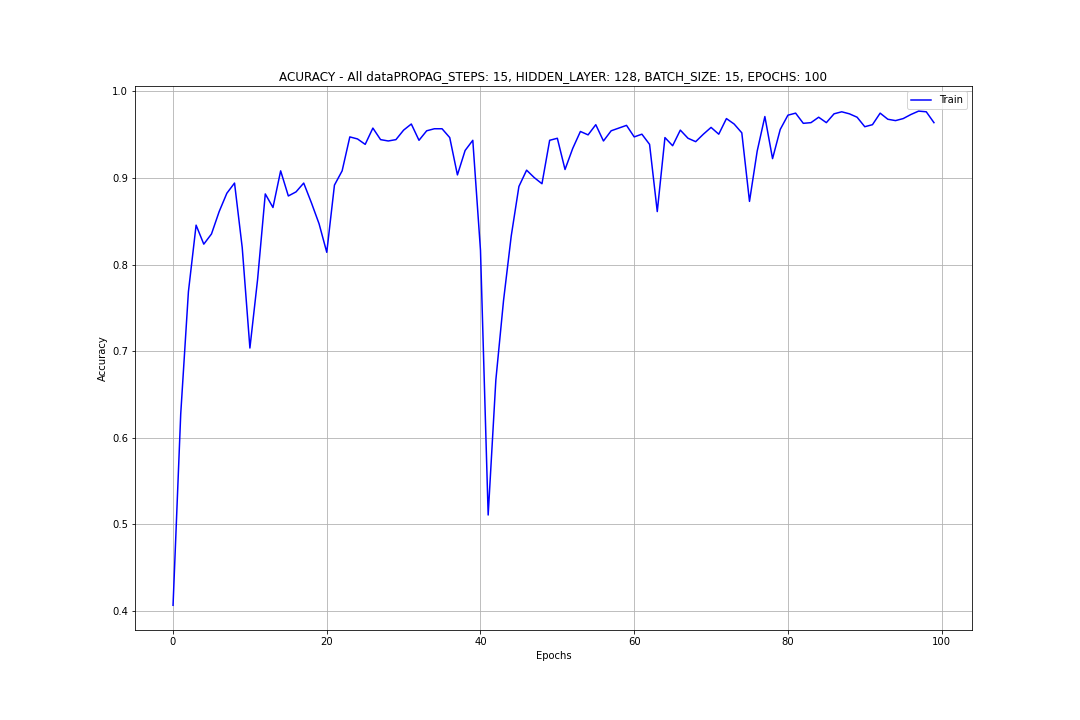 ACURACY - All dataPROPAG_STEPS: 15, HIDDEN_LAYER: 128, BATCH_SIZE: 15, EPOCHS: 100
Train
1.0
0.9
0.8
0.7
0.6
0.5
0.4
Accuracy
0 20 40 60 80 100
Epochs